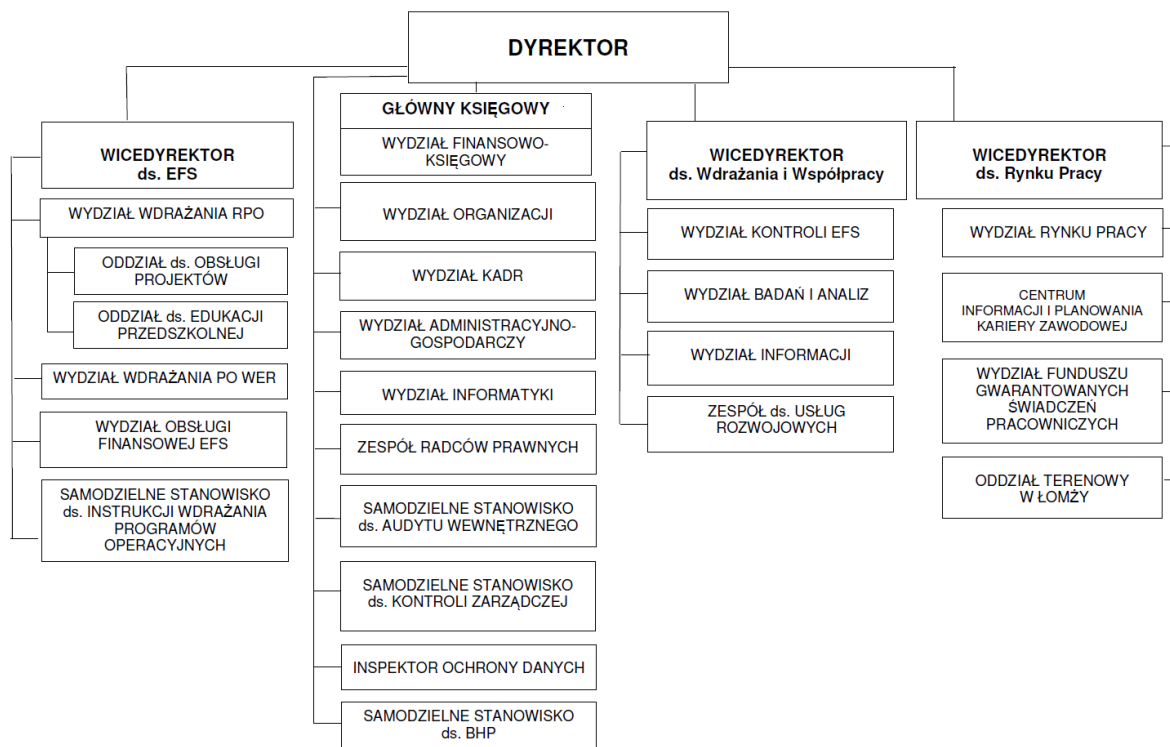 DYREKTOR
WICEDYREKTOR
ds. EFS
WYDZIAŁ WDRAŻANIA RPO
ODDZIAŁ ds. OBSŁUGI
PROJEKTÓW
ODDZIAŁ ds. EDUKACJI
PRZEDSZKOLNEJ
WYDZIAŁ WDRAŻANIA PO WER
WYDZIAŁ OBSŁUGI
FINANSOWEJ EFS
SAMODZIELNE STANOWISKO
ds. INSTRUKCJI WDRAŻANIA
PROGRAMÓW
OPERACYJNYCH
GŁÓWNY KSIĘGOWY
WYDZIAŁ FINANSOWO-
KSIĘGOWY
WYDZIAŁ ORGANIZACJI
WYDZIAŁ KADR
WYDZIAŁ ADMINISTRACYJNO-
GOSPODARCZY
WYDZIAŁ INFORMATYKI
ZESPÓŁ RADCÓW PRAWNYCH
SAMODZIELNE STANOWISKO
ds. AUDYTU WEWNĘTRZNEGO
SAMODZIELNE STANOWISKO
ds. KONTROLI ZARZĄDCZEJ
INSPEKTOR OCHRONY DANYCH
SAMODZIELNE STANOWISKO
ds. BHP
WICEDYREKTOR
ds. Wdrażania i Współpracy
WYDZIAŁ KONTROLI EFS
WYDZIAŁ BADAŃ I ANALIZ
WYDZIAŁ INFORMACJI
ZESPÓŁ ds. USŁUG
ROZWOJOWYCH
WICEDYREKTOR
ds. Rynku Pracy
WYDZIAŁ RYNKU PRACY
CENTRUM
INFORMACJI I PLANOWANIA
KARIERY ZAWODOWEJ
WYDZIAŁ FUNDUSZU
GWARANTOWANYCH
ŚWIADCZEŃ
PRACOWNICZYCH
ODDZIAŁ TERENOWY
W ŁOMŻY